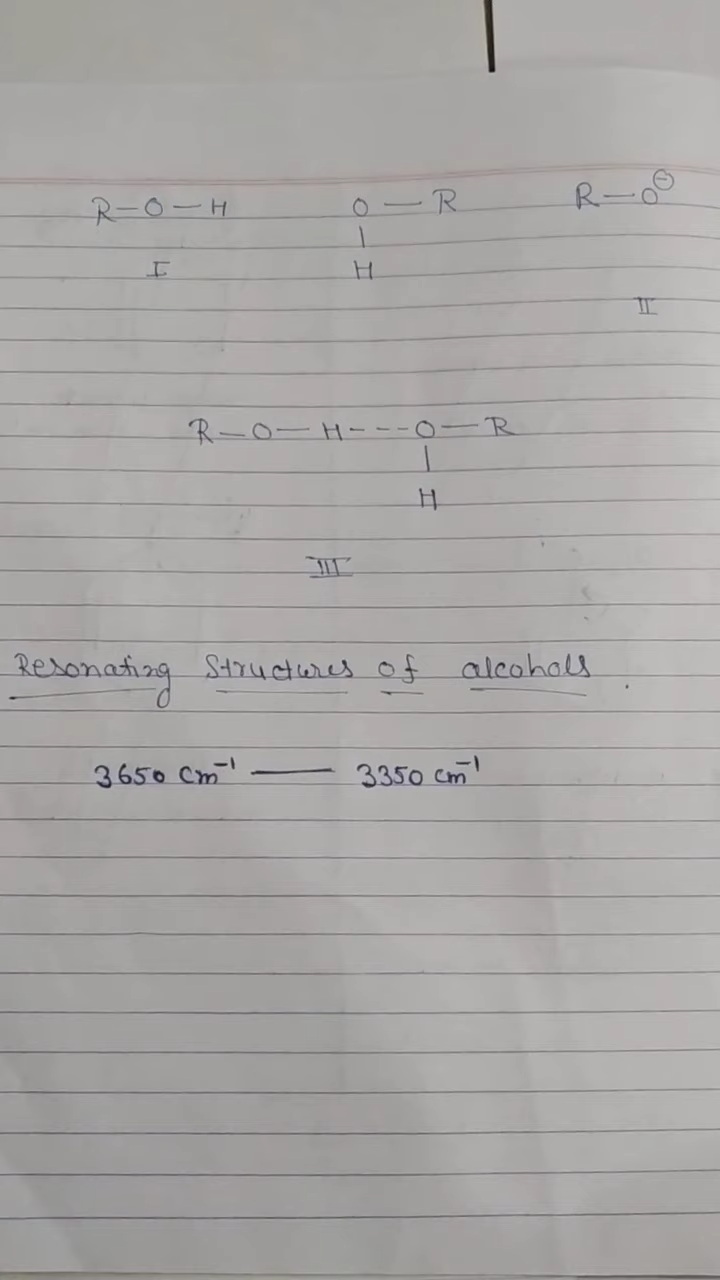 R-O-H O-R R-O⊖
|
I H
II
R-O-H---O-R
|
H
III
Resonating Structures of alcohols.
3650 cm⁻¹ — 3350 cm⁻¹